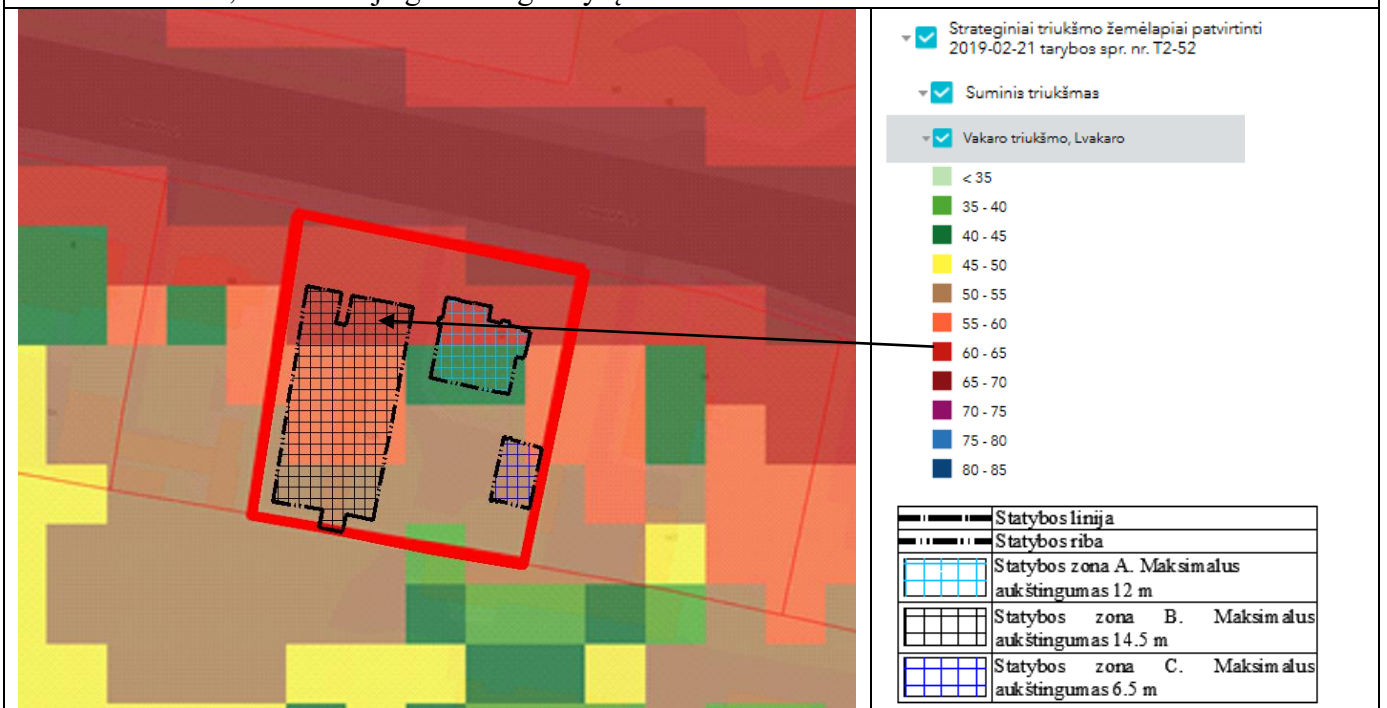 Strateginiai triukšmo žemėlapiai patvirtinti
2019-02-21 tarybos spr. nr. T2-52
Suminis triukšmas
Vakaro triukšmo, Lvakaro
< 35
35 - 40
40 - 45
45 - 50
50 - 55
55 - 60
60 - 65
65 - 70
70 - 75
75 - 80
80 - 85
Statybos linija
Statybos riba
Statybos zona A. Maksimalus
aukštingumas 12 m
Statybos zona B. Maksimalus
aukštingumas 14.5 m
Statybos zona C. Maksimalus
aukštingumas 6.5 m